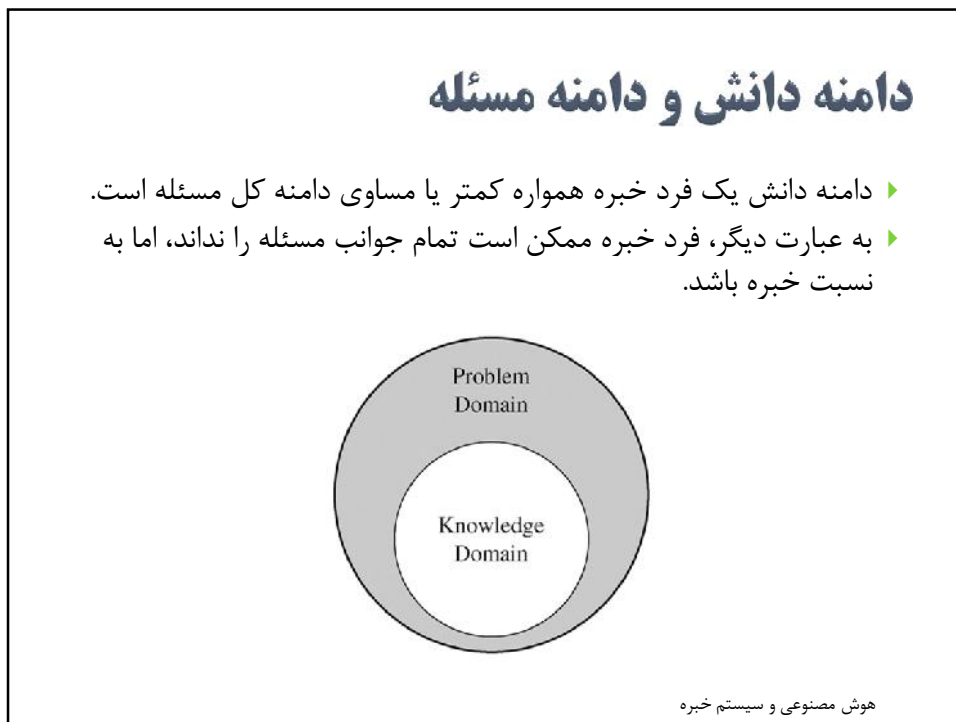 دامنه دانش و دامنه مسئله
دامنه دانش یک فرد خبره همواره کمتر یا مساوی دامنه کل مسئله است.
به عبارت دیگر، فرد خبره ممکن است تمام جوانب مسئله را نداند، اما به
نسبت خبره باشد.
Problem
Domain
Knowledge
Domain
هوش مصنوعی و سیستم خبره